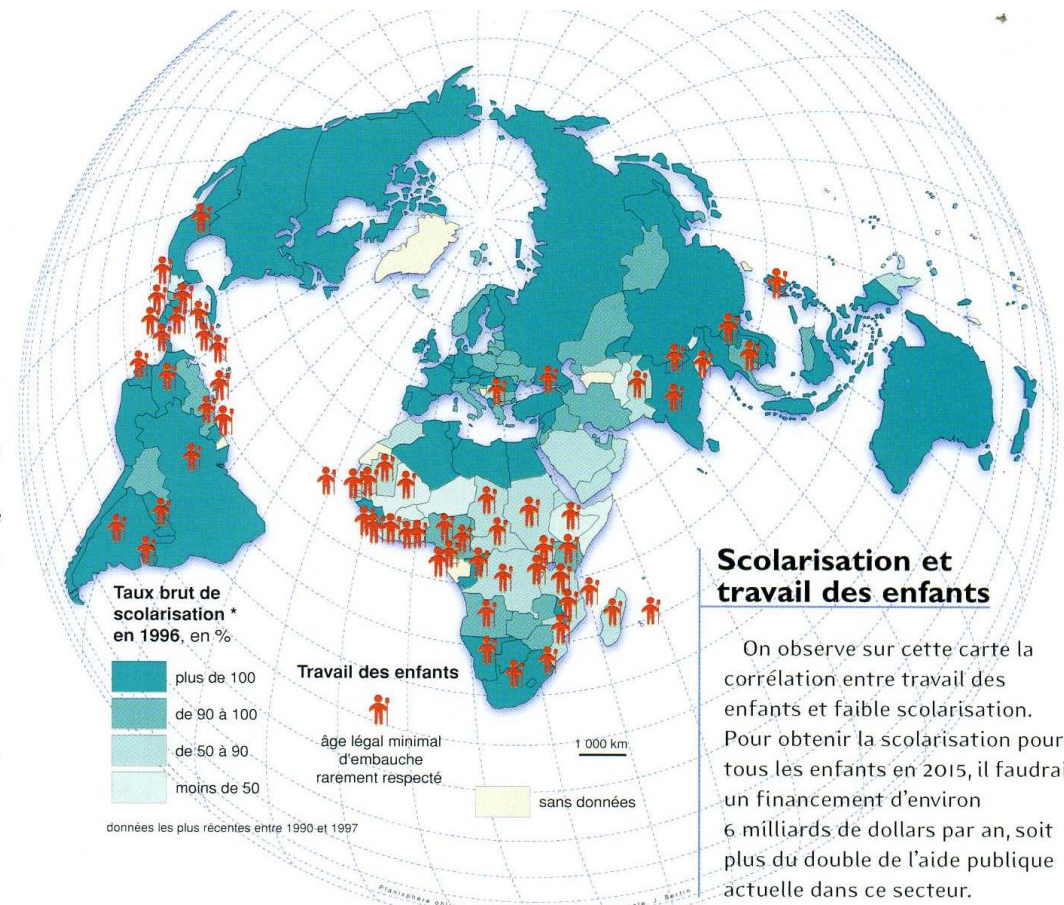 Scolarisation et
travail des enfants
On observe sur cette carte la
corrélation entre travail des
enfants et faible scolarisation.
Pour obtenir la scolarisation pour
tous les enfants en 2015, il faudrai
un financement d'environ
6 milliards de dollars par an, soit
plus du double de l'aide publique
actuelle dans ce secteur.
Taux brut de
scolarisation *
en 1996, en %
plus de 100
de 90 à 100
de 50 à 90
moins de 50
données les plus récentes entre 1990 et 1997
Travail des enfants
âge légal minimal
d'embauche
rarement respecté
1 000 km
sans données
Planisphère
J. Bertin